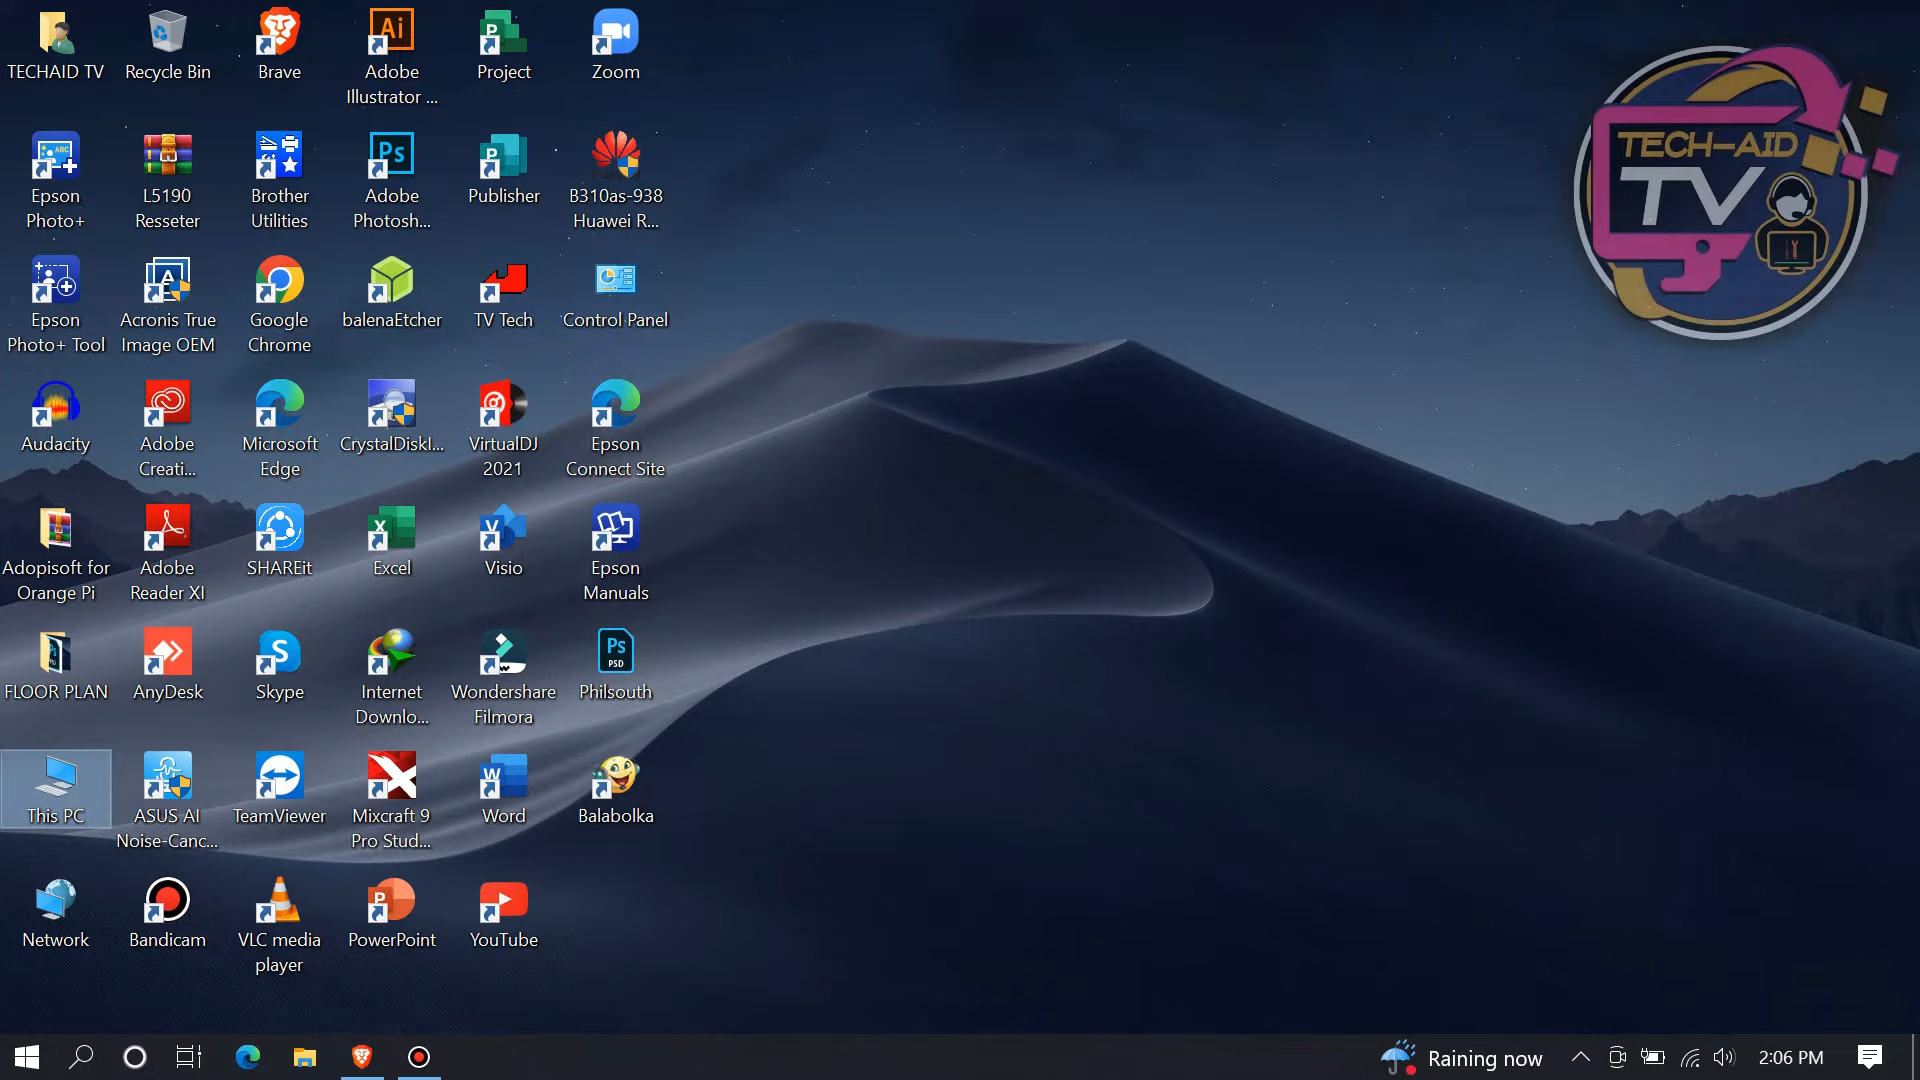 TECHAID TV
Recycle Bin
Brave
Adobe
Illustrator ...
Project
Zoom
Epson
Photo+
L5190
Resseter
Brother
Utilities
Adobe
Photosh...
Publisher
B310as-938
Huawei R...
Epson
Photo+ Tool
Acronis True
Image OEM
Google
Chrome
balenaEtcher
TV Tech
Control Panel
Audacity
Adobe
Creati...
Microsoft
Edge
CrystalDiskI...
VirtualDJ
2021
Epson
Connect Site
Adopisoft for
Orange Pi
Adobe
Reader XI
SHAREit
Excel
Visio
Epson
Manuals
FLOOR PLAN
AnyDesk
Skype
Internet
Downlo...
Wondershare
Filmora
Philsouth
This PC
ASUS AI
Noise-Canc...
TeamViewer
Mixcraft 9
Pro Stud...
Word
Balabolka
Network
Bandicam
VLC media
player
PowerPoint
YouTube
TECH-AID
TV
Ai
ABC
P
Ps
P
A
X
V
Ps
PSD
S
W
P
Raining now
2:06 PM